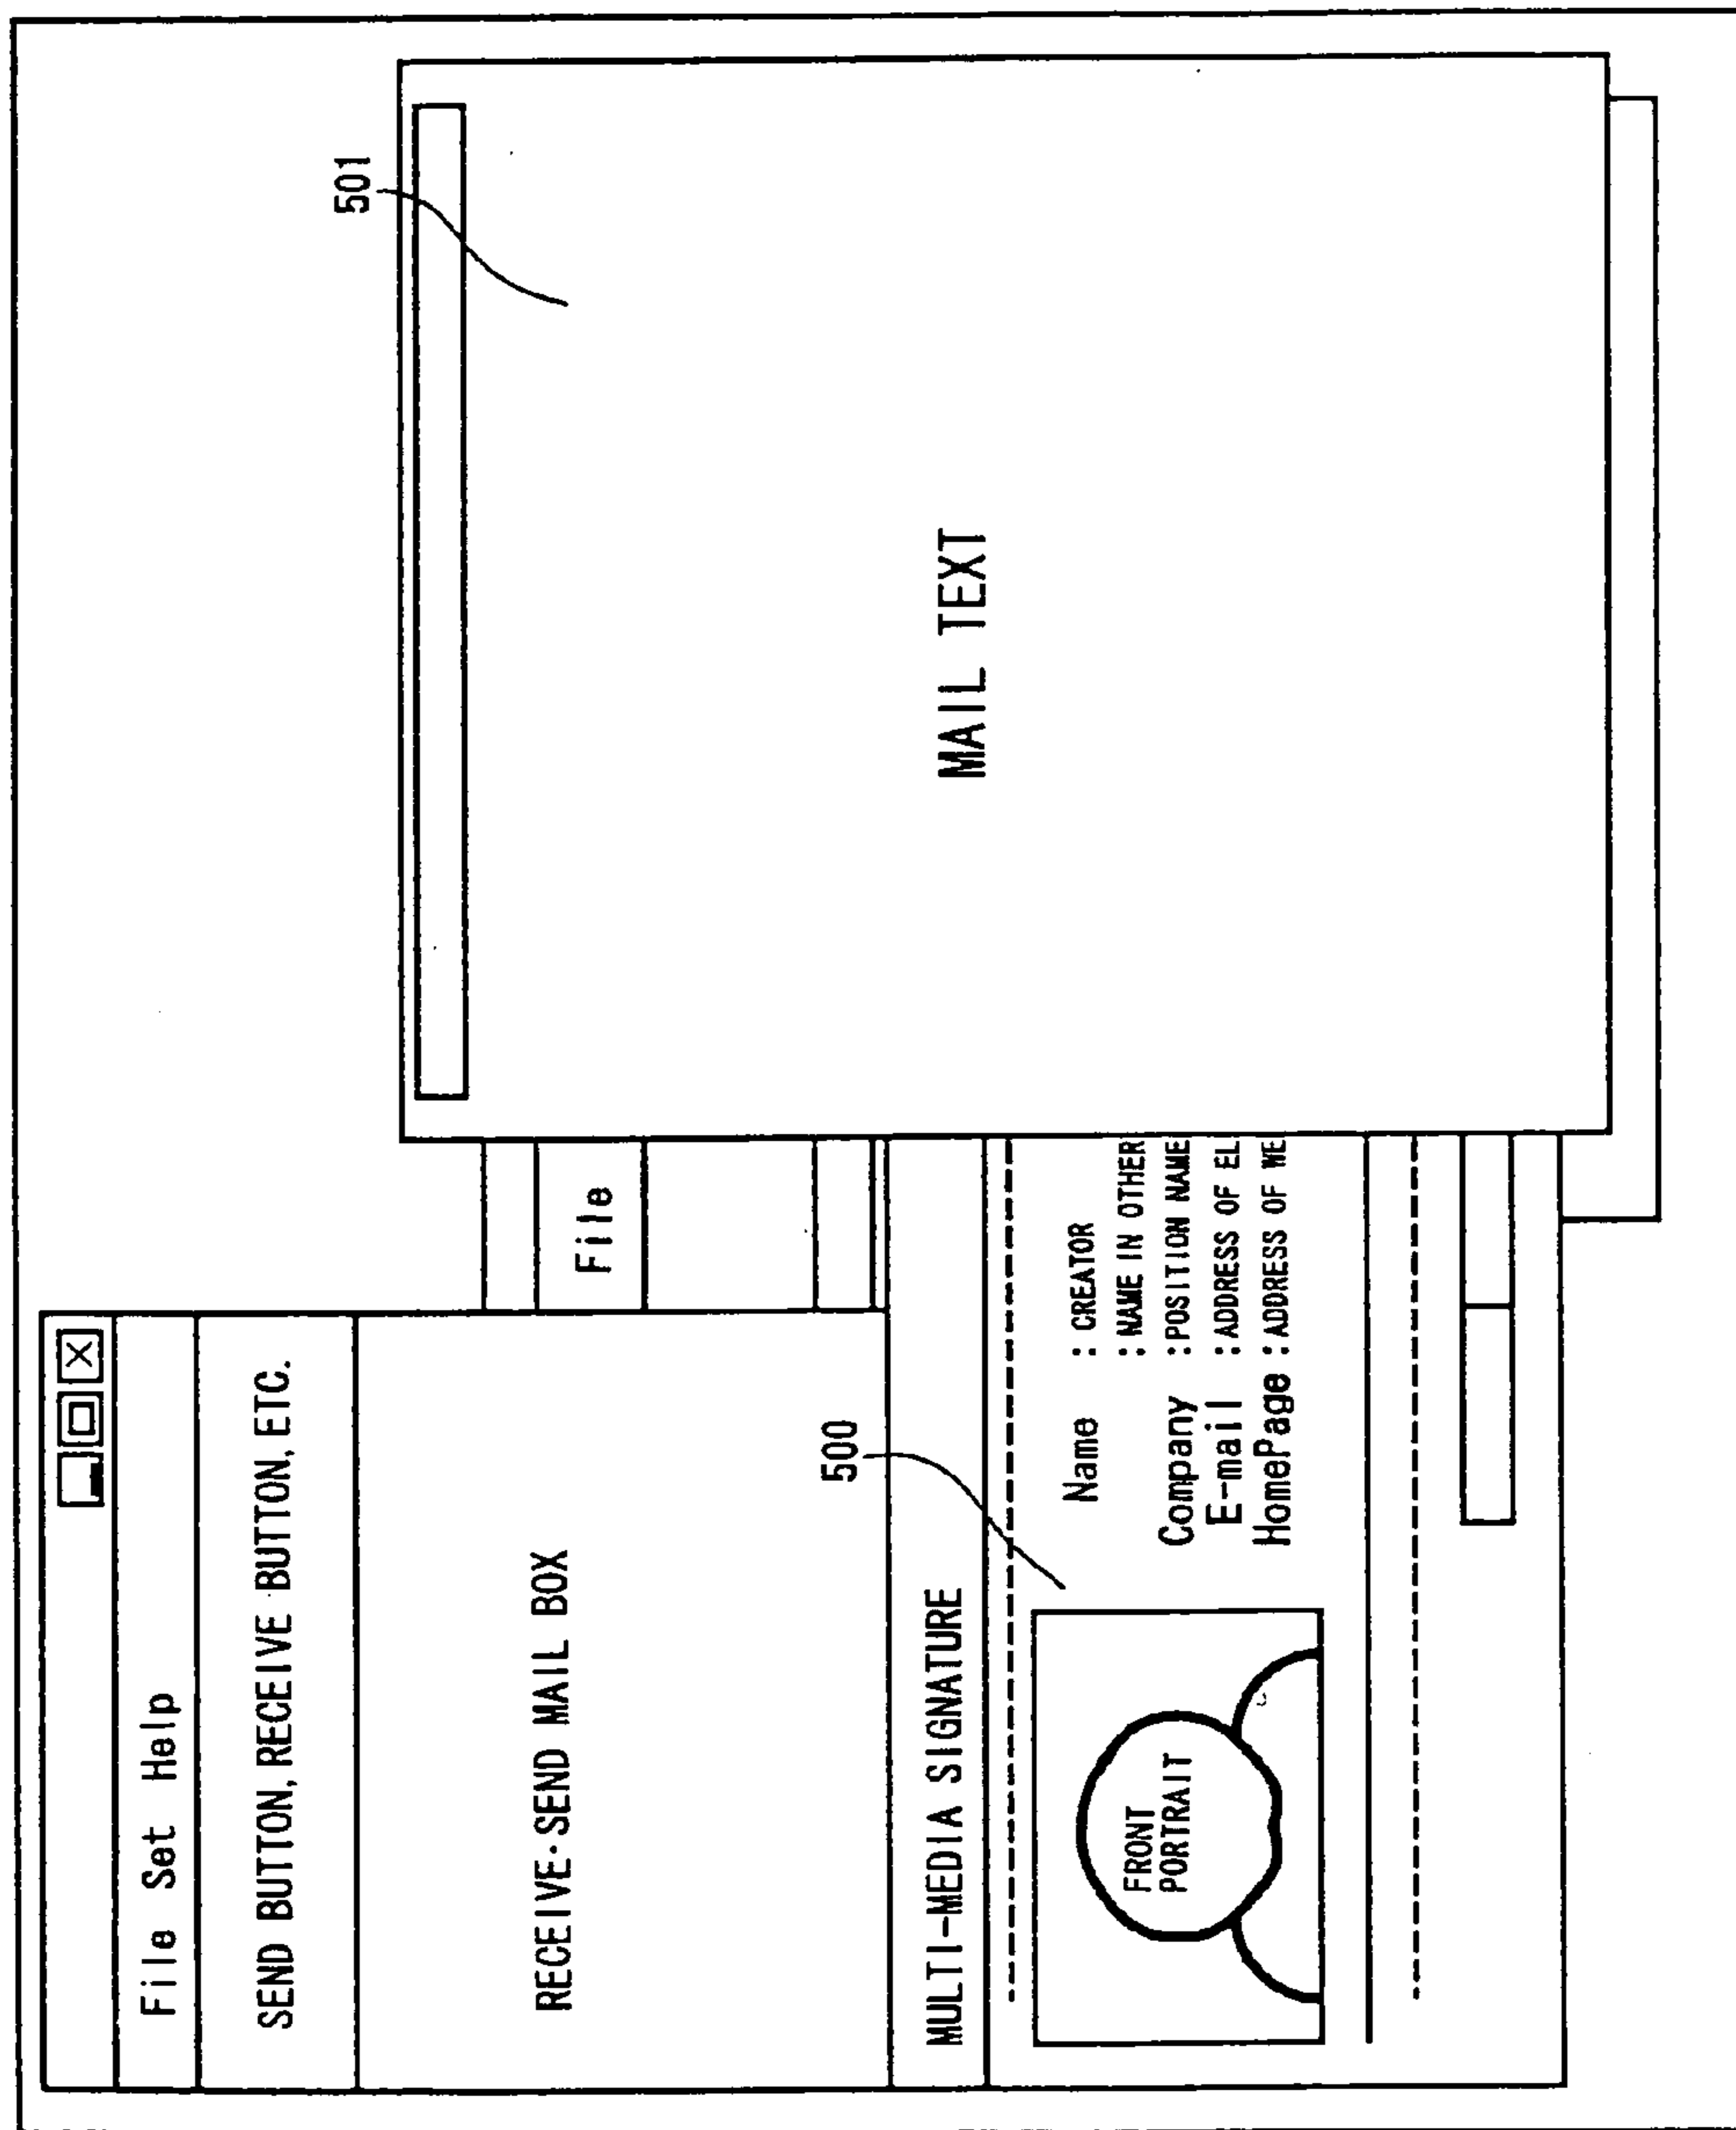 File Set Help
SEND BUTTON, RECEIVE BUTTON, ETC.
501
File
RECEIVE·SEND MAIL BOX
500
MAIL TEXT
MULTI-MEDIA SIGNATURE
FRONT
PORTRAIT
Name : CREATOR
: NAME IN OTHER
Company : POSITION NAME
E-mail : ADDRESS OF EL
HomePage : ADDRESS OF WE